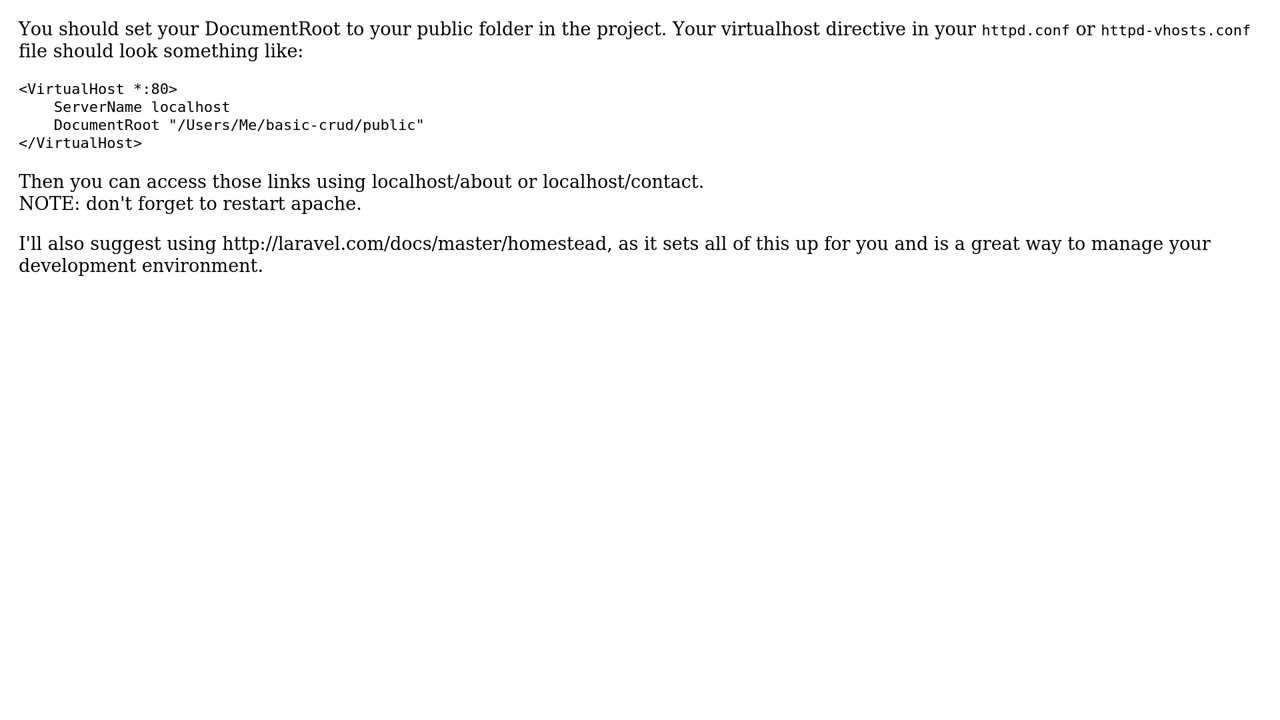 You should set your DocumentRoot to your public folder in the project. Your virtualhost directive in your httpd.conf or httpd-vhosts.conf
file should look something like:
<VirtualHost *:80>
    ServerName localhost
    DocumentRoot "/Users/Me/basic-crud/public"
</VirtualHost>
Then you can access those links using localhost/about or localhost/contact.
NOTE: don't forget to restart apache.
I'll also suggest using http://laravel.com/docs/master/homestead, as it sets all of this up for you and is a great way to manage your
development environment.